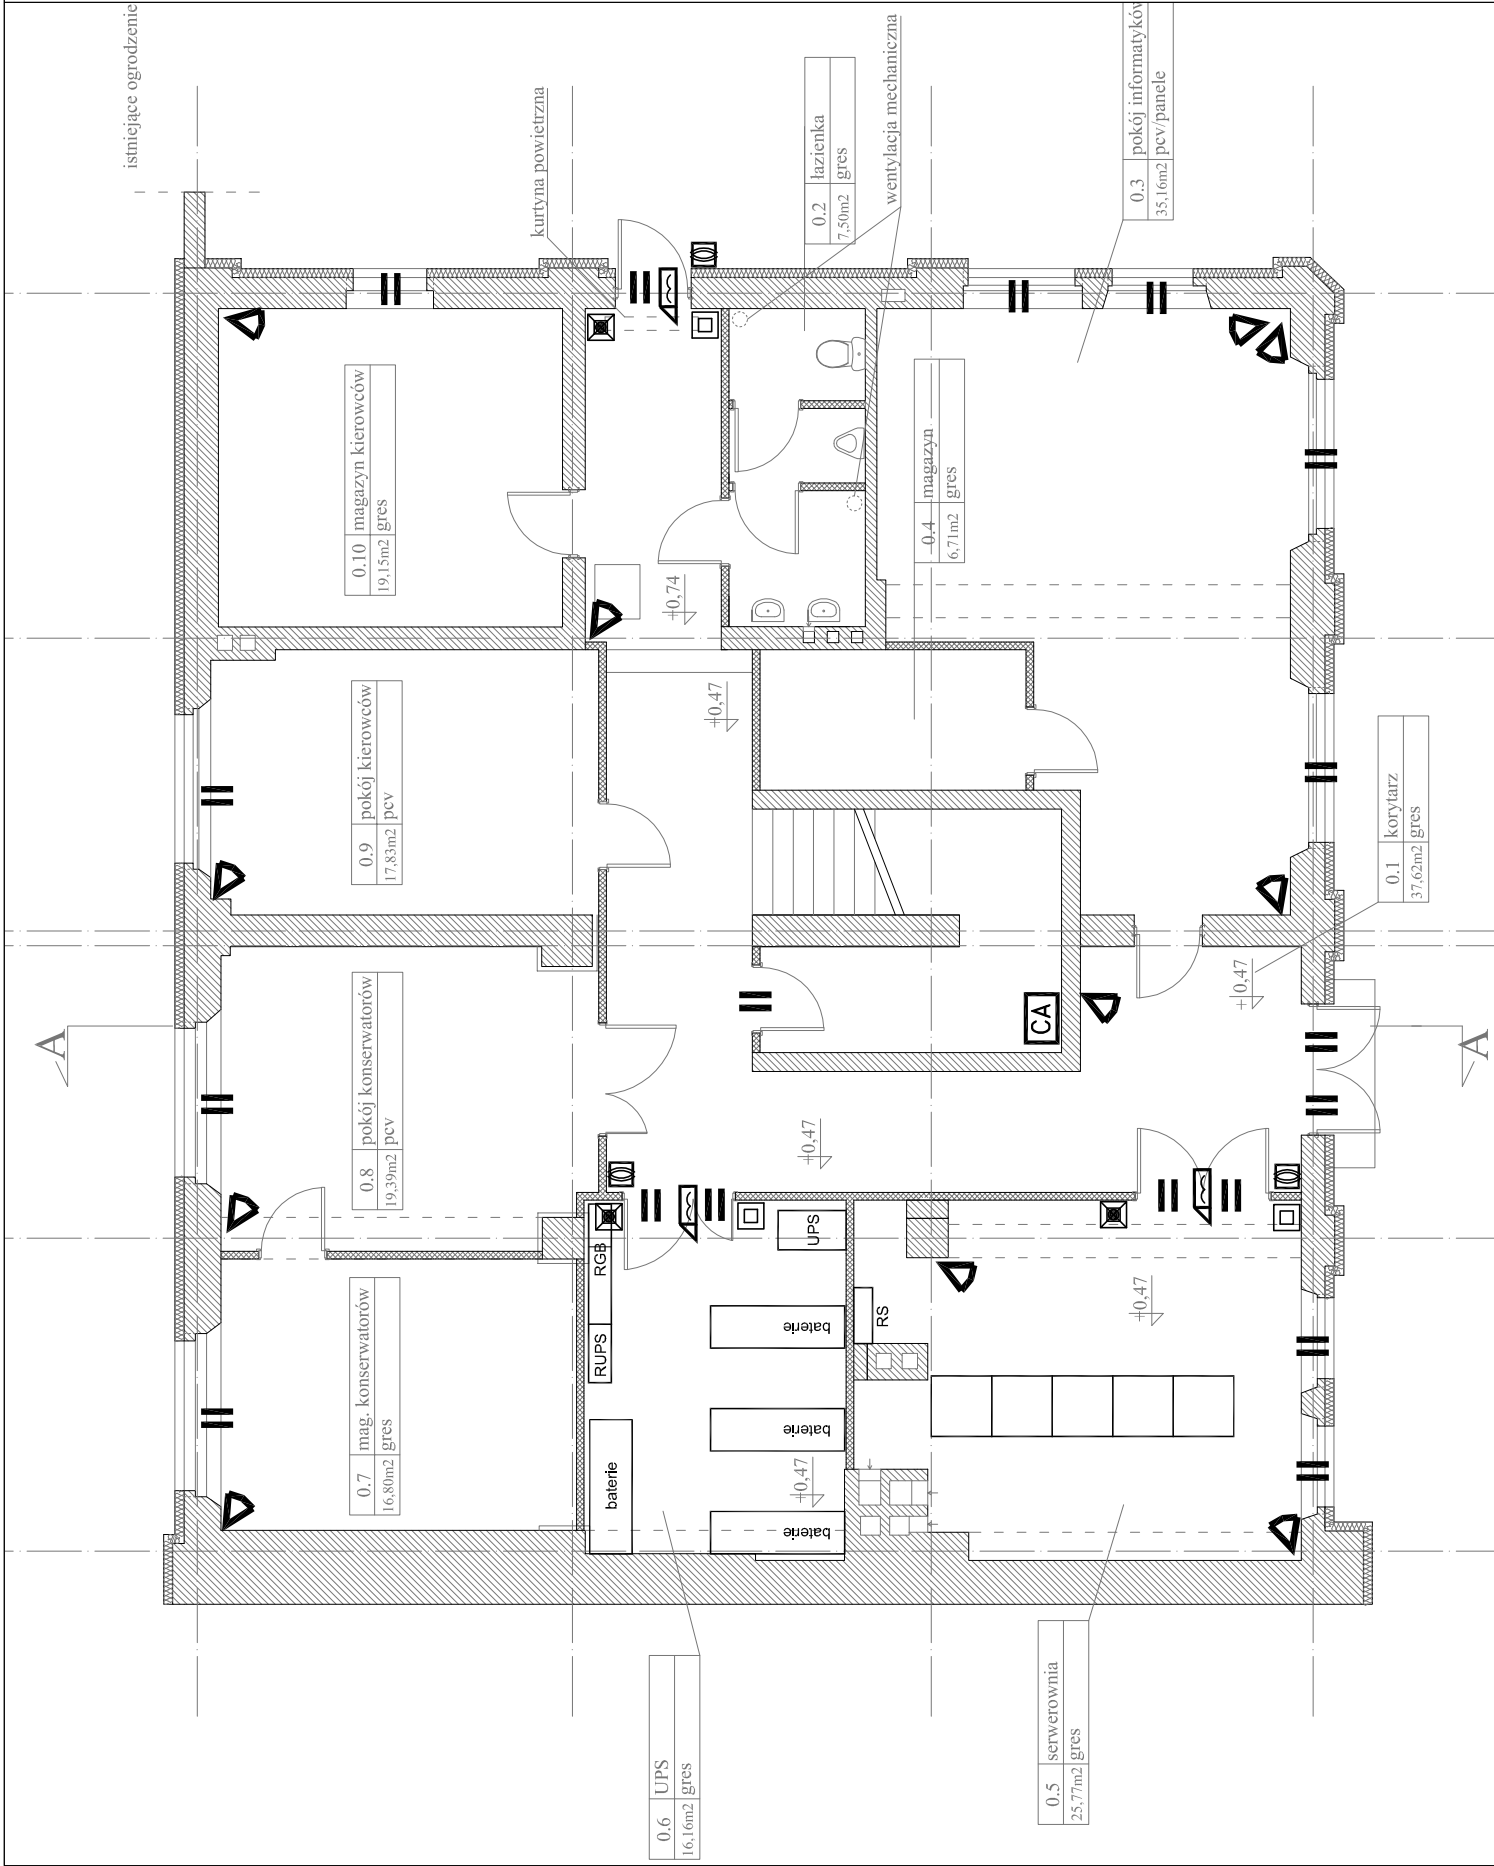 istniejące ogrodzenie
kurtyna powietrzna
wentylacja mechaniczna
0.2 łazienka
7,50m2 gres
0.3 pokój informatyków
35,16m2 pcv/panele
0.10 magazyn kierowców
19,15m2 gres
0.4 magazyn
6,71m2 gres
+0,74
+0,47
0.9 pokój kierowców
17,83m2 pcv
0.1 korytarz
37,62m2 gres
0.8 pokój konserwatorów
19,39m2 pcv
CA
+0,47
A
A
+0,47
0.7 mag. konserwatorów
16,80m2 gres
RGB
RUPS
UPS
baterie
baterie
baterie
baterie
RS
+0,47
+0,47
0.6 UPS
16,16m2 gres
0.5 serwerownia
25,77m2 gres